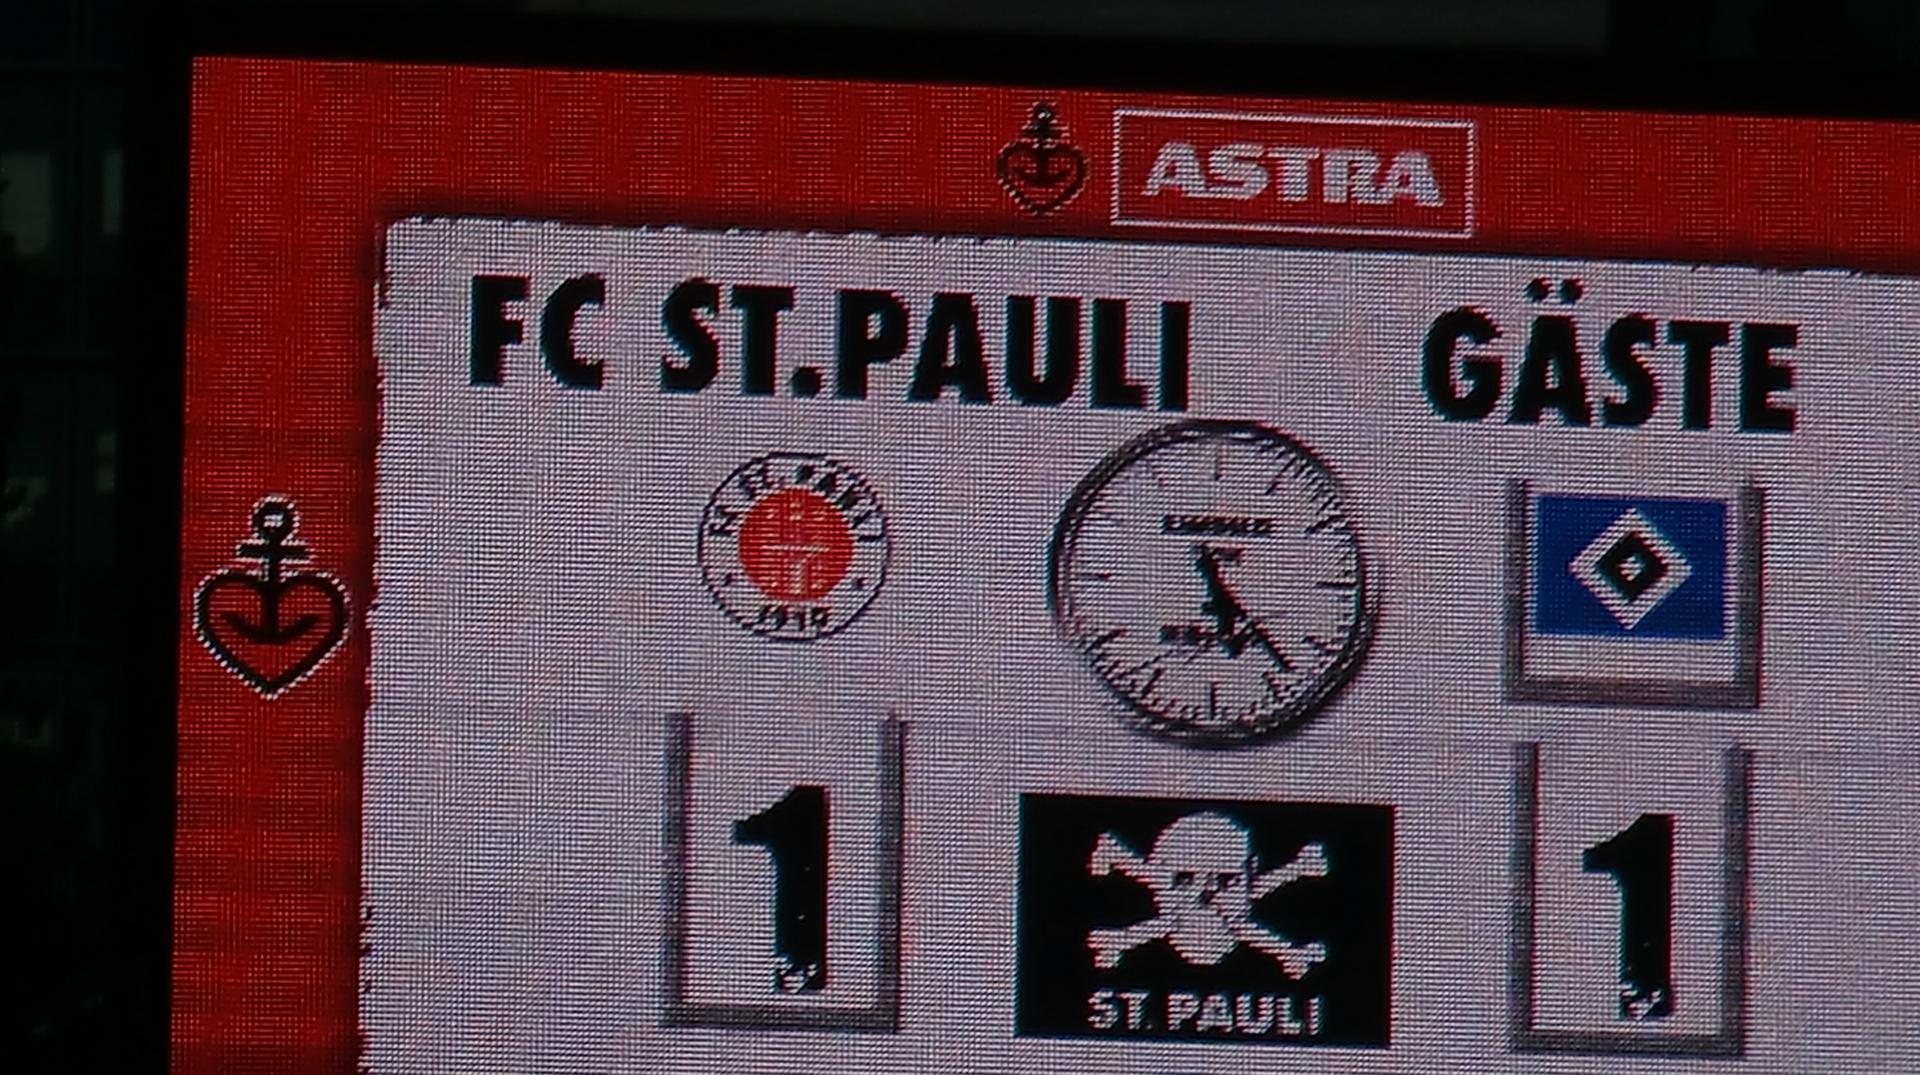 ASTRA
FC ST.PAULI GÄSTE
1 1
ST. PAULI